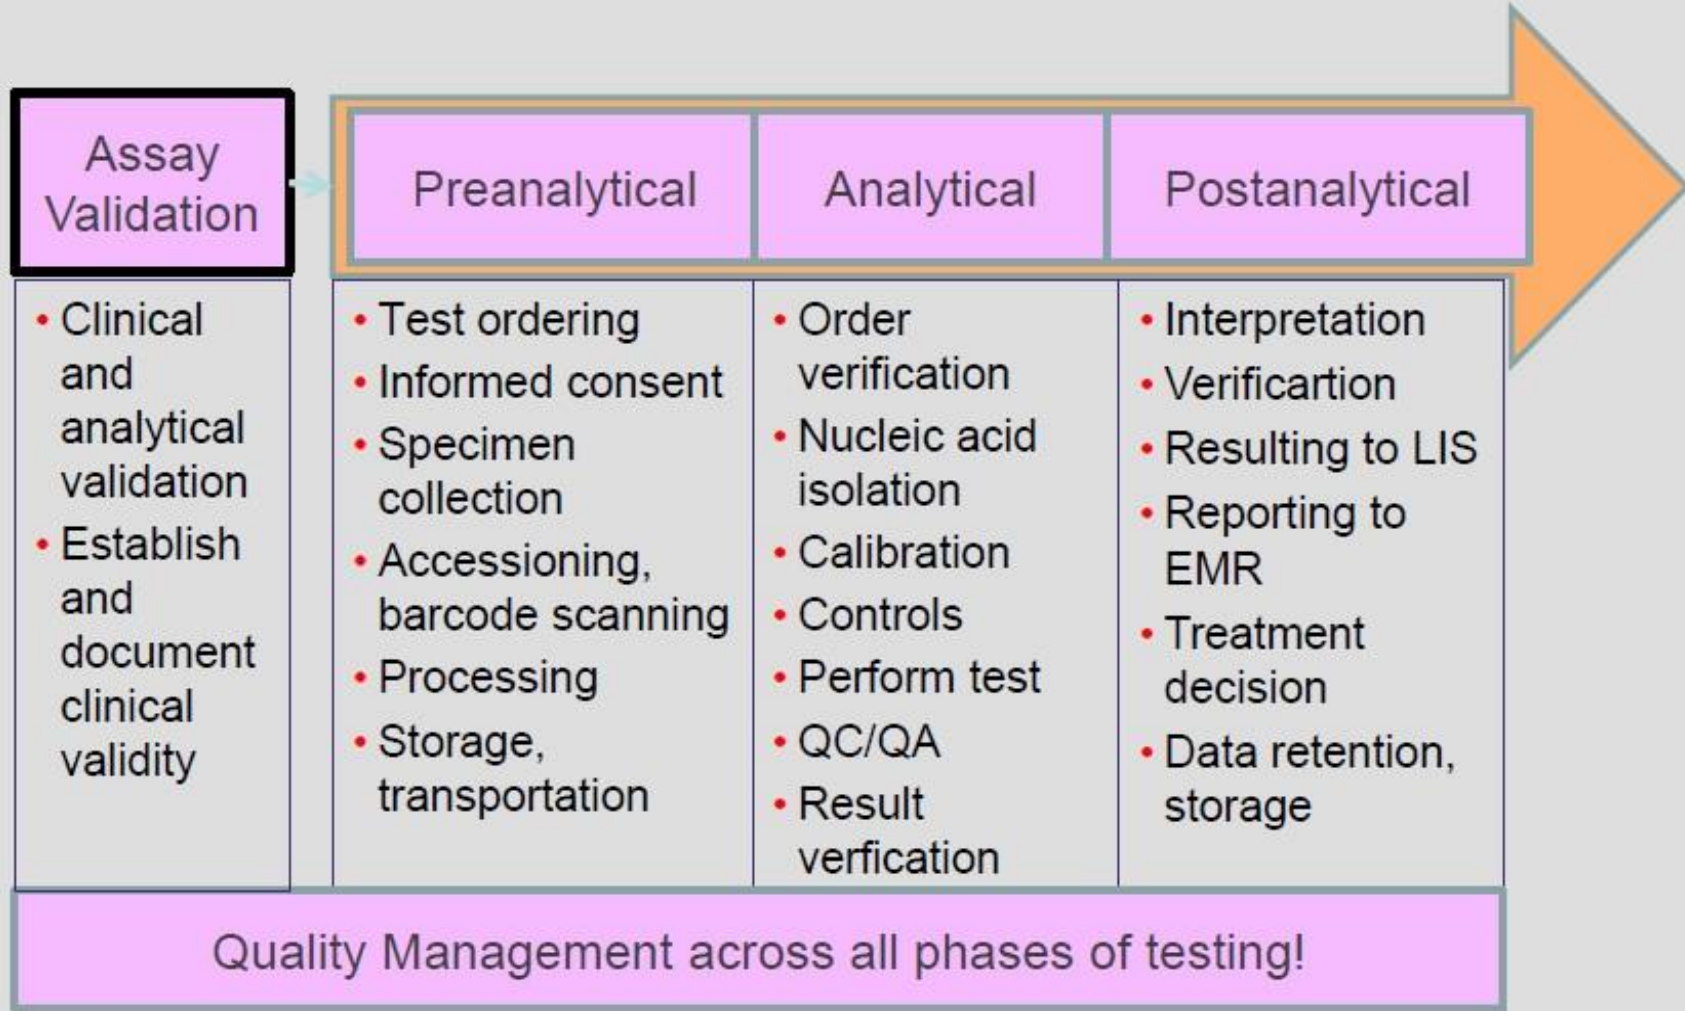 Assay
Validation
Preanalytical
Analytical
Postanalytical
• Clinical
and
analytical
validation
• Establish
and
document
clinical
validity
• Test ordering
• Informed consent
• Specimen
collection
• Accessioning,
barcode scanning
• Processing
• Storage,
transportation
• Order
verification
• Nucleic acid
isolation
• Calibration
• Controls
• Perform test
• QC/QA
• Result
verfication
• Interpretation
• Verificartion
• Resulting to LIS
• Reporting to
EMR
• Treatment
decision
• Data retention,
storage
Quality Management across all phases of testing!